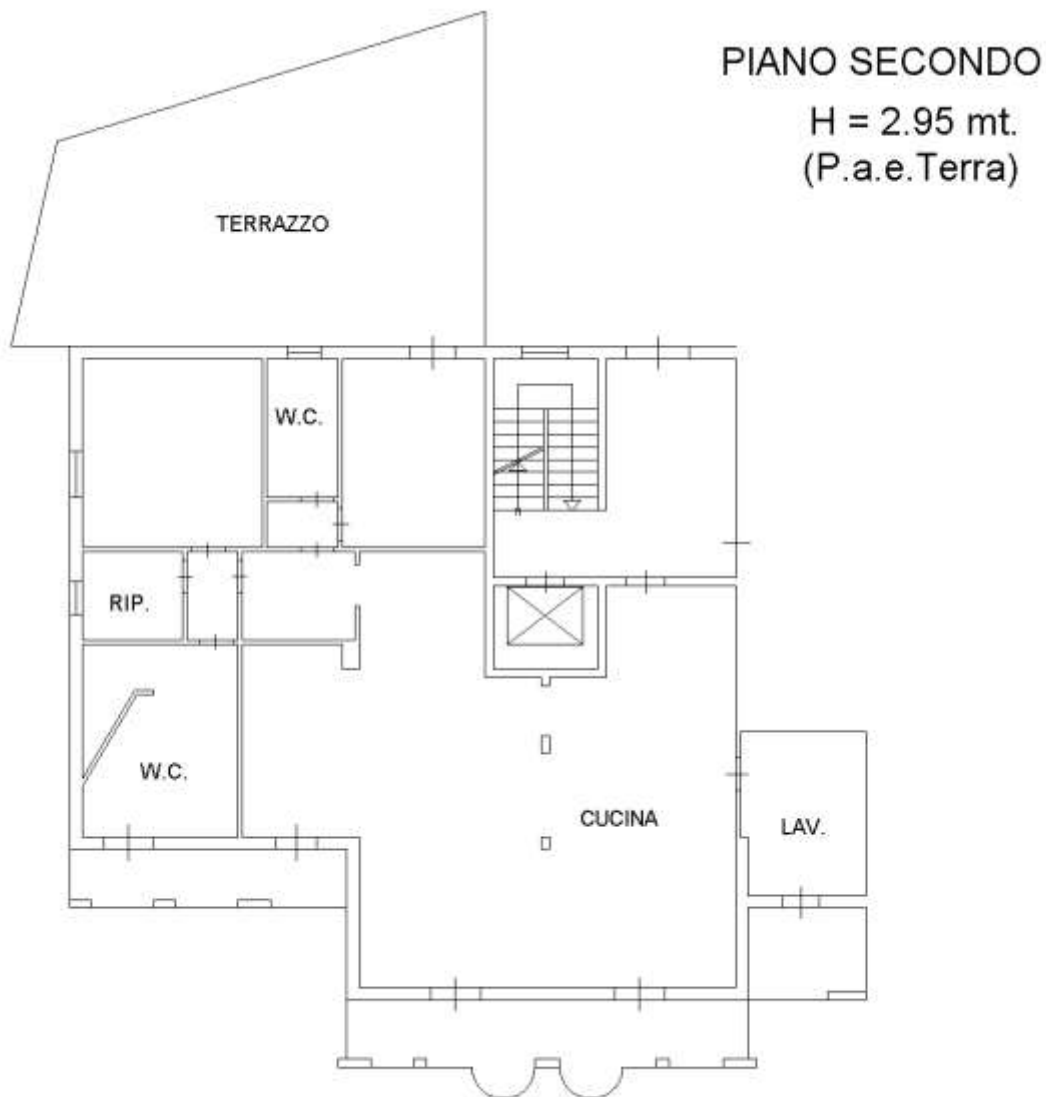 PIANO SECONDO
H = 2.95 mt.
(P.a.e.Terra)
TERRAZZO
W.C.
RIP.
W.C.
CUCINA
LAV.